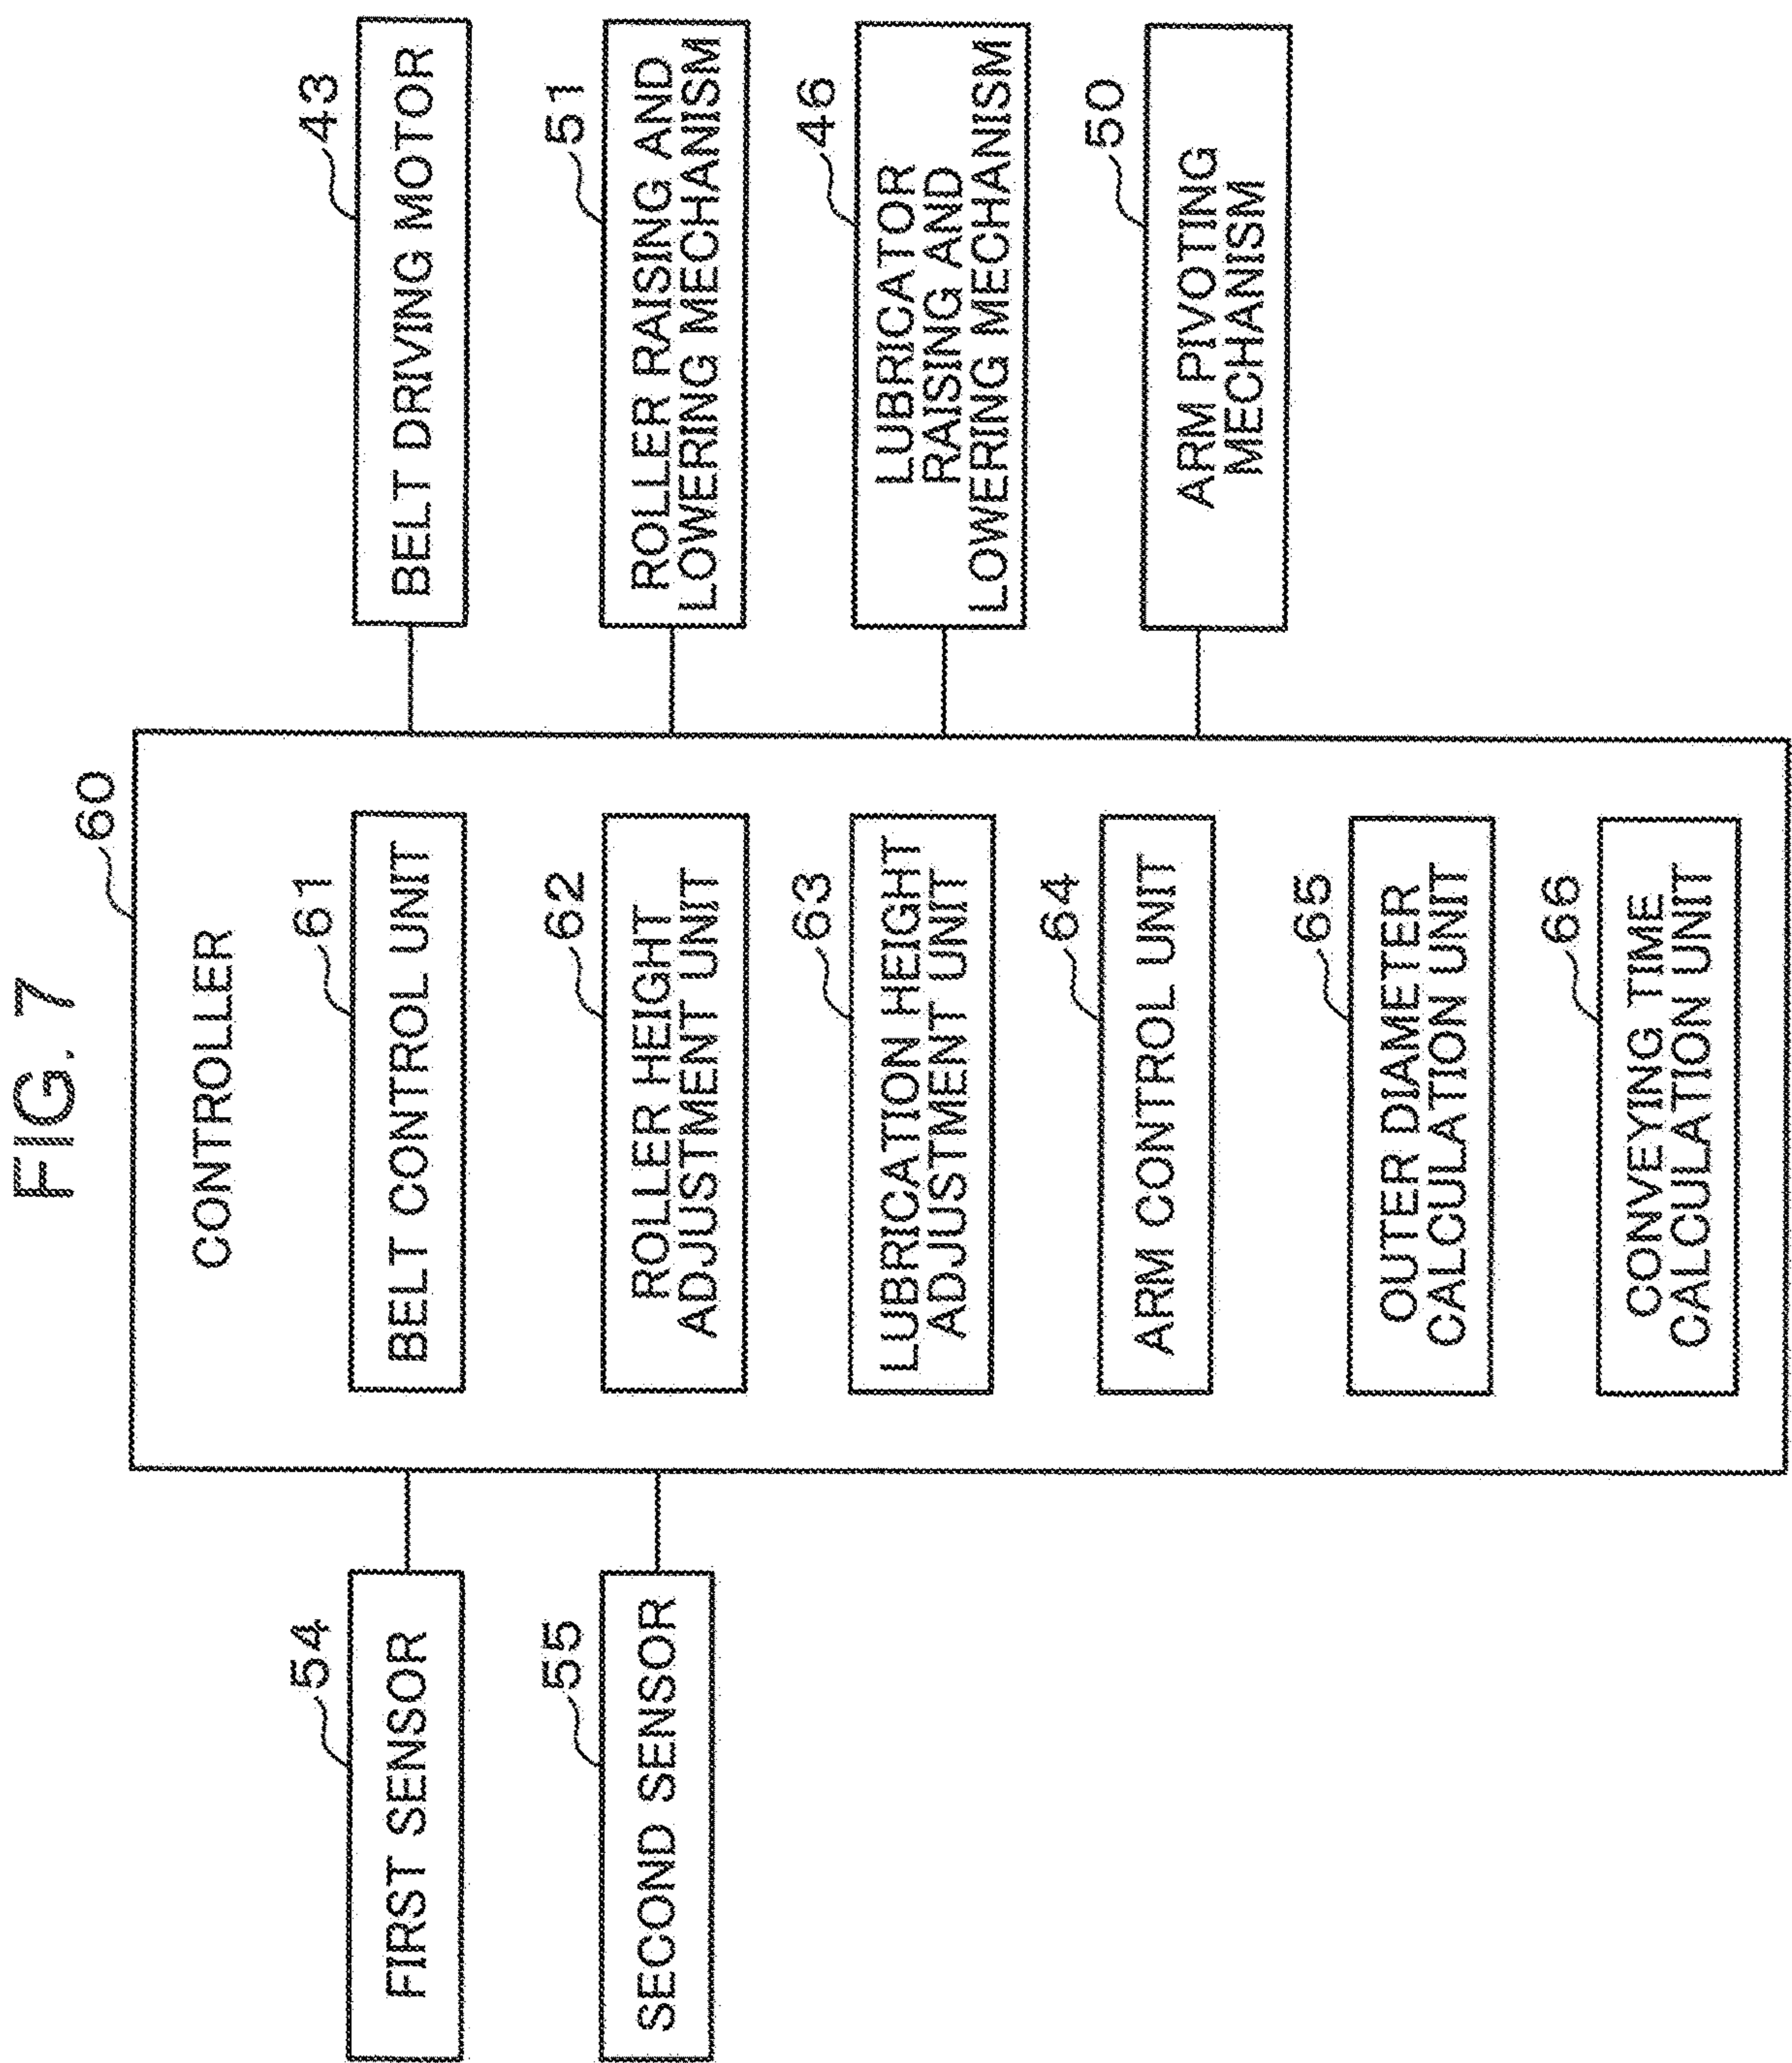 FIG. 7
60
CONTROLLER
54
FIRST SENSOR
55
SECOND SENSOR
61
BELT CONTROL UNIT
62
ROLLER HEIGHT
ADJUSTMENT UNIT
63
LUBRICATION HEIGHT
ADJUSTMENT UNIT
64
ARM CONTROL UNIT
65
OUTER DIAMETER
CALCULATION UNIT
66
CONVEYING TIME
CALCULATION UNIT
43
BELT DRIVING MOTOR
51
ROLLER RAISING AND
LOWERING MECHANISM
46
LUBRICATOR
RAISING AND
LOWERING MECHANISM
50
ARM PIVOTING
MECHANISM